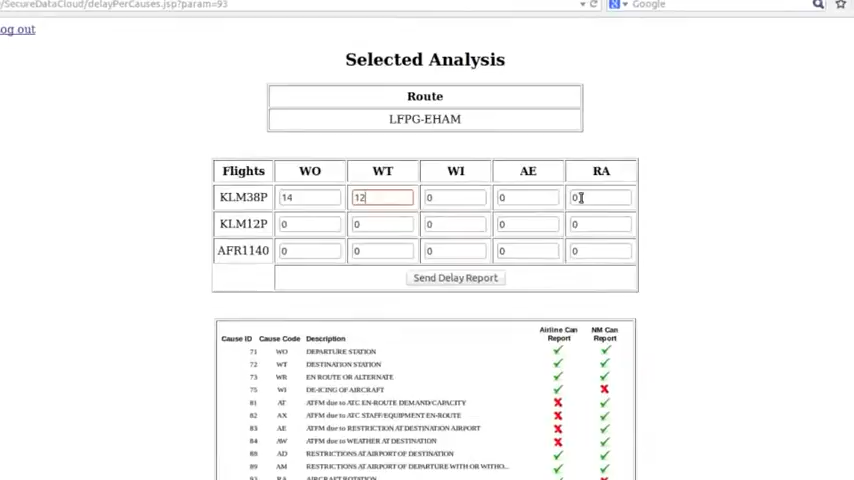 /SecureDataCloud/delayPerCauses.jsp?param=93 Google
og out
Selected Analysis
Route
LFPG-EHAM
Flights WO WT WI AE RA
KLM38P 14 12 0 0 0
KLM12P 0 0 0 0 0
AFR1140 0 0 0 0 0
Send Delay Report
Airline Can Report NM Can Report
Cause ID Cause Code Description
71 WO DEPARTURE STATION
72 WT DESTINATION STATION
73 WR EN ROUTE OR ALTERNATE
75 WI DE-ICING OF AIRCRAFT
81 AT ATFM due to ATC EN-ROUTE DEMAND/CAPACITY
82 AX ATFM due to ATC STAFF/EQUIPMENT EN-ROUTE
83 AE ATFM due to RESTRICTION AT DESTINATION AIRPORT
84 AW ATFM due to WEATHER AT DESTINATION
88 AD RESTRICTIONS AT AIRPORT OF DESTINATION
89 AM RESTRICTIONS AT AIRPORT OF DEPARTURE WITH OR WITHO...
93 RA AIRCRAFT ROTATION